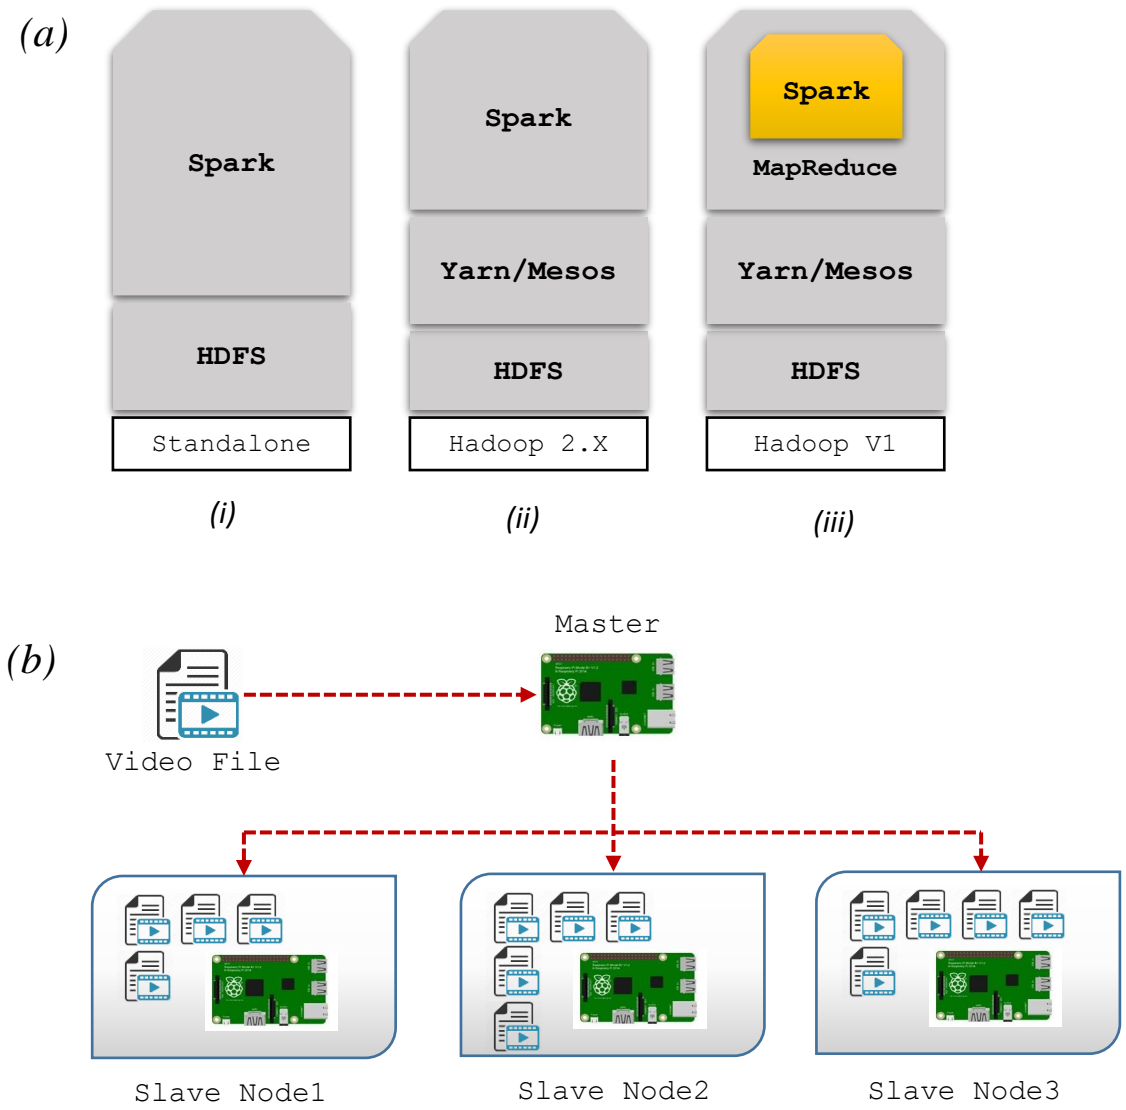 (a)
Spark
HDFS
Standalone
(i)
Spark
Yarn/Mesos
HDFS
Hadoop 2.X
(ii)
Spark
MapReduce
Yarn/Mesos
HDFS
Hadoop V1
(iii)
(b)
Video File
Master
Slave Node1
Slave Node2
Slave Node3